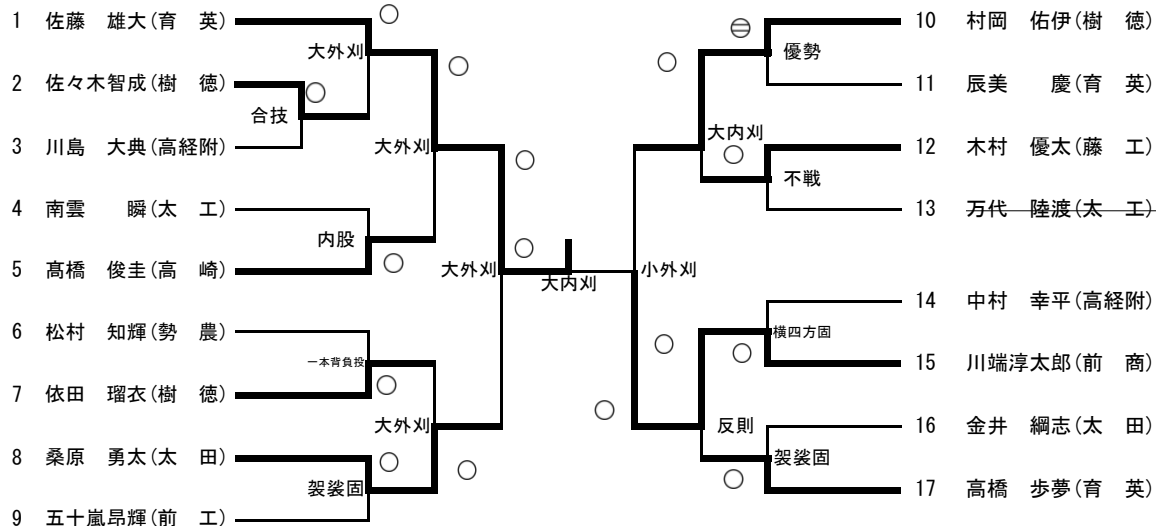 1 佐藤 雄大(育 英)
2 佐々木智成(樹 徳)
3 川島 大典(高経附)
4 南雲 瞬(太 工)
5 髙橋 俊圭(高 崎)
6 松村 知輝(勢 農)
7 依田 瑠衣(樹 徳)
8 桑原 勇太(太 田)
9 五十嵐昂輝(前 工)
大外刈
合技
大外刈
内股
大外刈
一本背負投
大外刈
袈裟固
大内刈
小外刈
優勢
大内刈
不戦
横四方固
反則
袈裟固
10 村岡 佑伊(樹 徳)
11 辰美 慶(育 英)
12 木村 優太(藤 工)
13 万代 陸渡(太 工)
14 中村 幸平(高経附)
15 川端淳太郎(前 商)
16 金井 綱志(太 田)
17 高橋 歩夢(育 英)